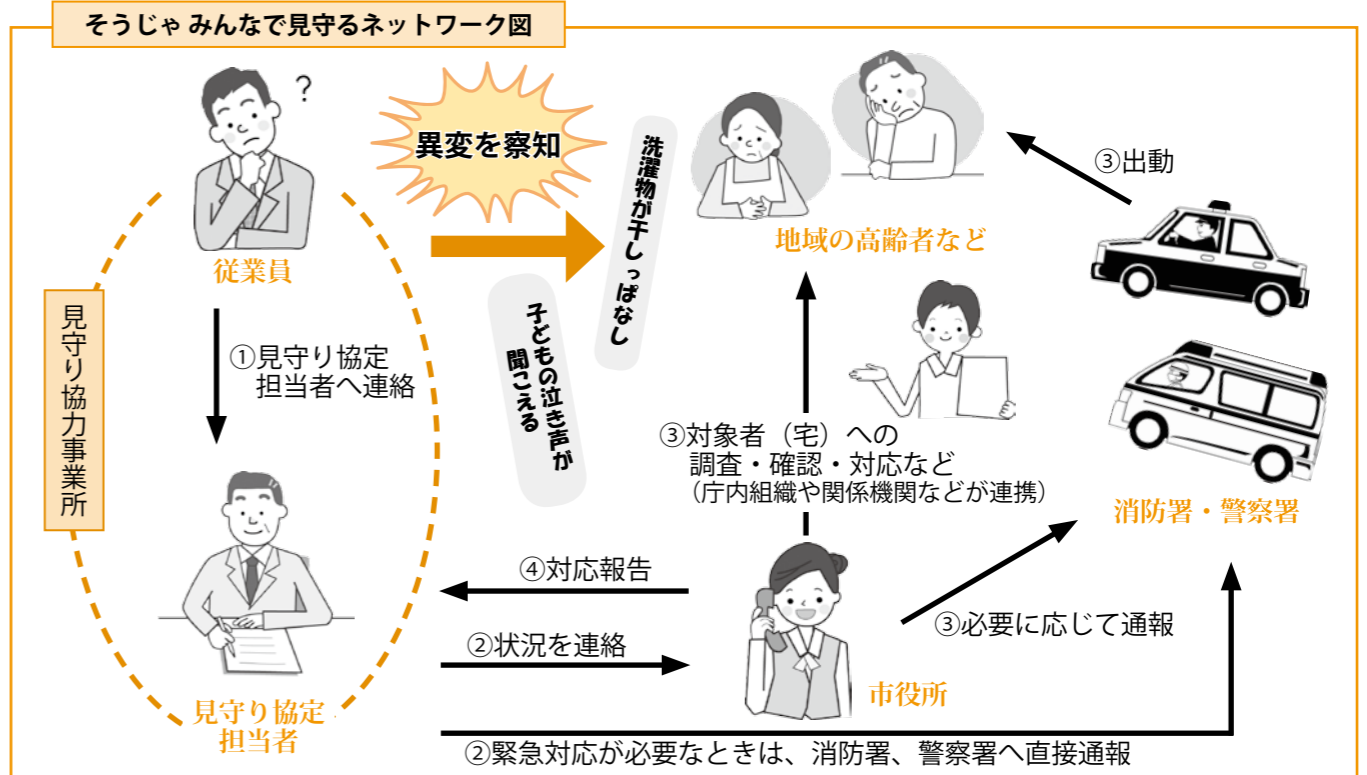 そうじゃ みんなで見守るネットワーク図
?
異変を察知
洗濯物が干しっぱなし
子どもの泣き声が
聞こえる
従業員
地域の高齢者など
③出動
見守り協力事業所
①見守り協定
担当者へ連絡
③対象者（宅）への
調査・確認・対応など
（庁内組織や関係機関などが連携）
消防署・警察署
④対応報告
②状況を連絡
③必要に応じて通報
市役所
見守り協定
担当者
②緊急対応が必要なときは、消防署、警察署へ直接通報